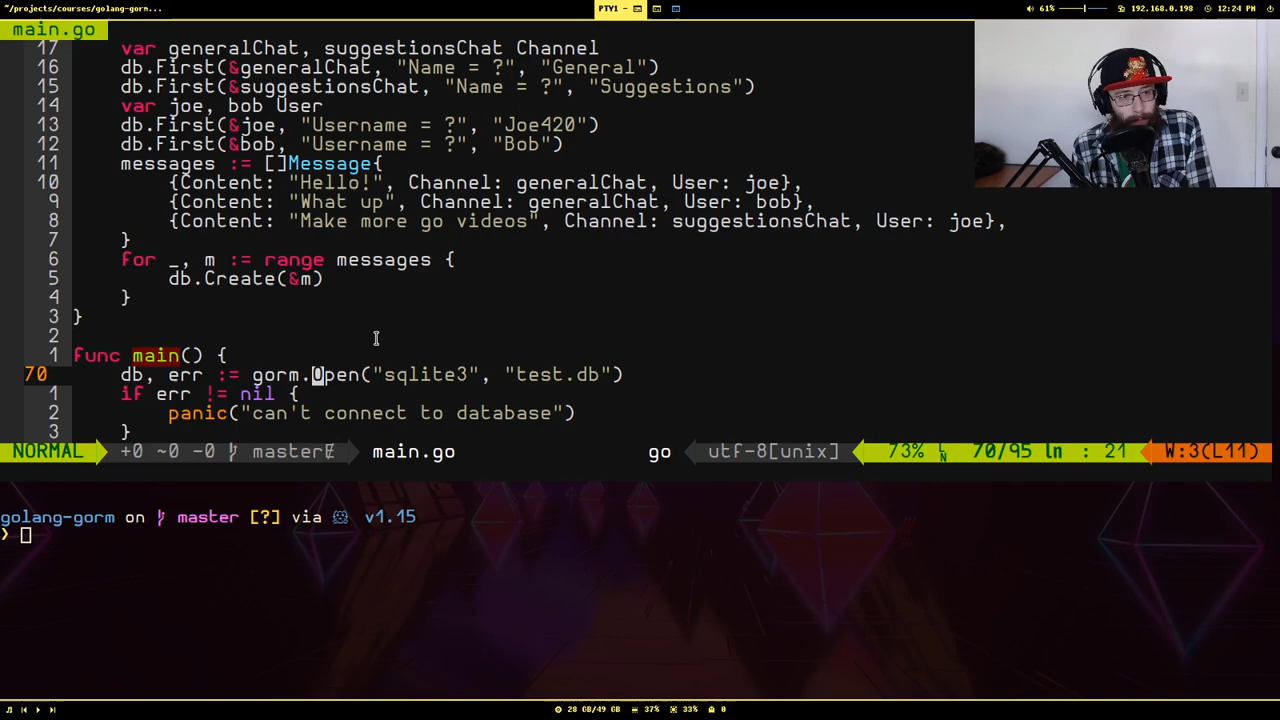 ~/projects/courses/golang-gorm... PTY1 - 61% 192.168.0.198 12:24 PM
main.go
17 var generalChat, suggestionsChat Channel
16 db.First(&generalChat, "Name = ?", "General")
15 db.First(&suggestionsChat, "Name = ?", "Suggestions")
14 var joe, bob User
13 db.First(&joe, "Username = ?", "Joe420")
12 db.First(&bob, "Username = ?", "Bob")
11 messages := []Message{
10 {Content: "Hello!", Channel: generalChat, User: joe},
9 {Content: "What up", Channel: generalChat, User: bob},
8 {Content: "Make more go videos", Channel: suggestionsChat, User: joe},
7 }
6 for _, m := range messages {
5 db.Create(&m)
4 }
3 }
2
1 func main() {
70 db, err := gorm.Open("sqlite3", "test.db")
1 if err != nil {
2 panic("can't connect to database")
3 }
NORMAL +0 ~0 -0 master main.go go utf-8[unix] 73% 70/95 ln : 21 W:3(L11)
golang-gorm on master [?] via v1.15
❯
28 GB/49 GB 37% 33% 0